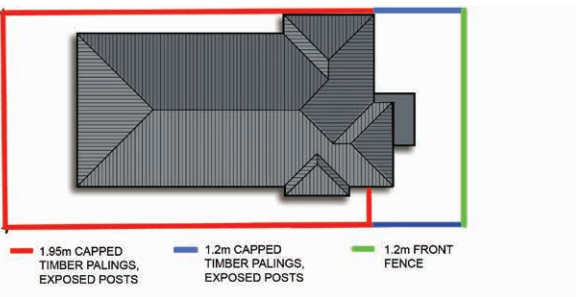 1.95m CAPPED
TIMBER PALINGS,
EXPOSED POSTS
1.2m CAPPED
TIMBER PALINGS,
EXPOSED POSTS
1.2m FRONT
FENCE